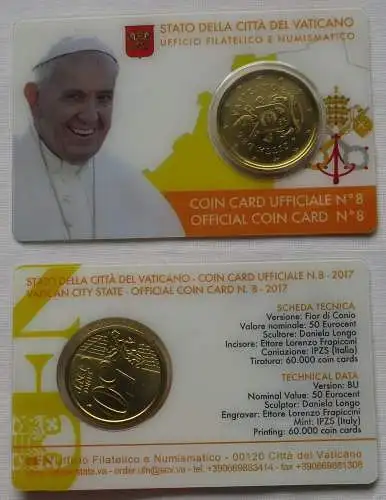 STATO DELLA CITTÀ DEL VATICANO
UFFICIO FILATELICO E NUMISMATICO
COIN CARD UFFICIALE N°8
OFFICIAL COIN CARD N°8
STATO DELLA CITTÀ DEL VATICANO - COIN CARD UFFICIALE N.8 - 2017
VATICAN CITY STATE - OFFICIAL COIN CARD N. 8 - 2017
SCHEDA TECNICA
Versione: Fior di Conio
Valore nominale: 50 Eurocent
Scultore: Daniela Longo
Incisore: Ettore Lorenzo Frapiccini
Coniazione: IPZS (Italia)
Tiratura: 60.000 coin cards
TECHNICAL DATA
Version: BU
Nominal Value: 50 Eurocent
Sculptor: Daniela Longo
Engraver: Ettore Lorenzo Frapiccini
Mint: IPZS (Italy)
Printing: 60.000 coin cards
50
EURO
CENT
Ufficio Filatelico e Numismatico - 00120 Città del Vaticano